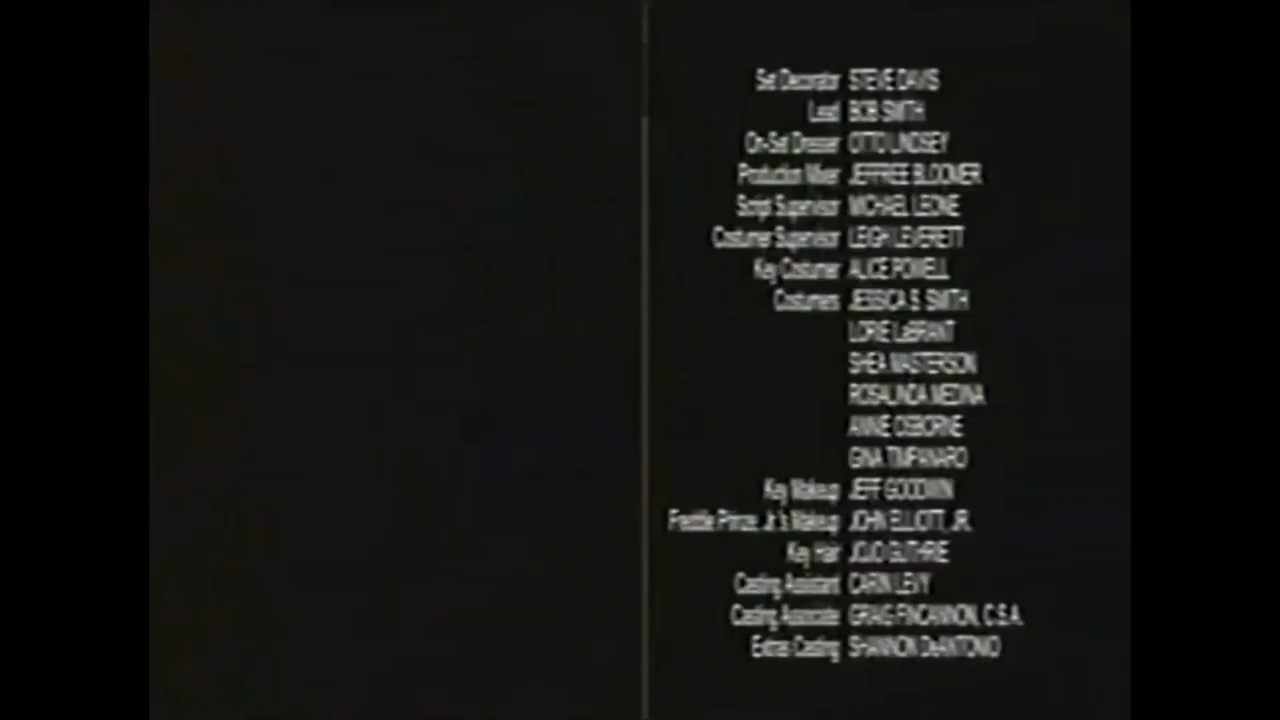 Set Decorator STEVE DAVIS
Lead BOB SMITH
On-Set Dresser OTTO LINDSEY
Production Mixer JEFFREE BLOOMER
Script Supervisor MICHAEL LEONE
Costume Supervisor LEIGH LEVERETT
Key Costumer ALICE POWELL
Costumers JESSICA S. SMITH
LORIE LeBRANT
SHEA MASTERSON
ROSALINDA MEDINA
ANNE OSBORNE
GINA TIMPANARO
Key Makeup JEFF GOODWIN
Freddie Prinze, Jr.'s Makeup JOHN ELLIOTT, JR.
Key Hair JOJO GUTHRIE
Casting Assistant CARIN LEVY
Casting Associate CRAIG FINCANNON, C.S.A.
Extras Casting SHANNON DeANTONIO